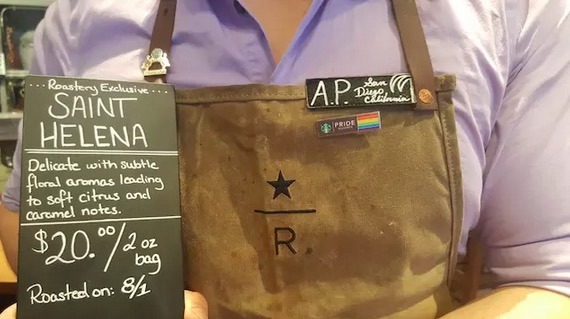 ··· Roastery Exclusive ···
SAINT
HELENA
Delicate with subtle
floral aromas leading
to soft citrus and
caramel notes.
$20.00/2 oz
bag
Roasted on: 8/1
A.P. San
Diego,
California
PRIDE
R